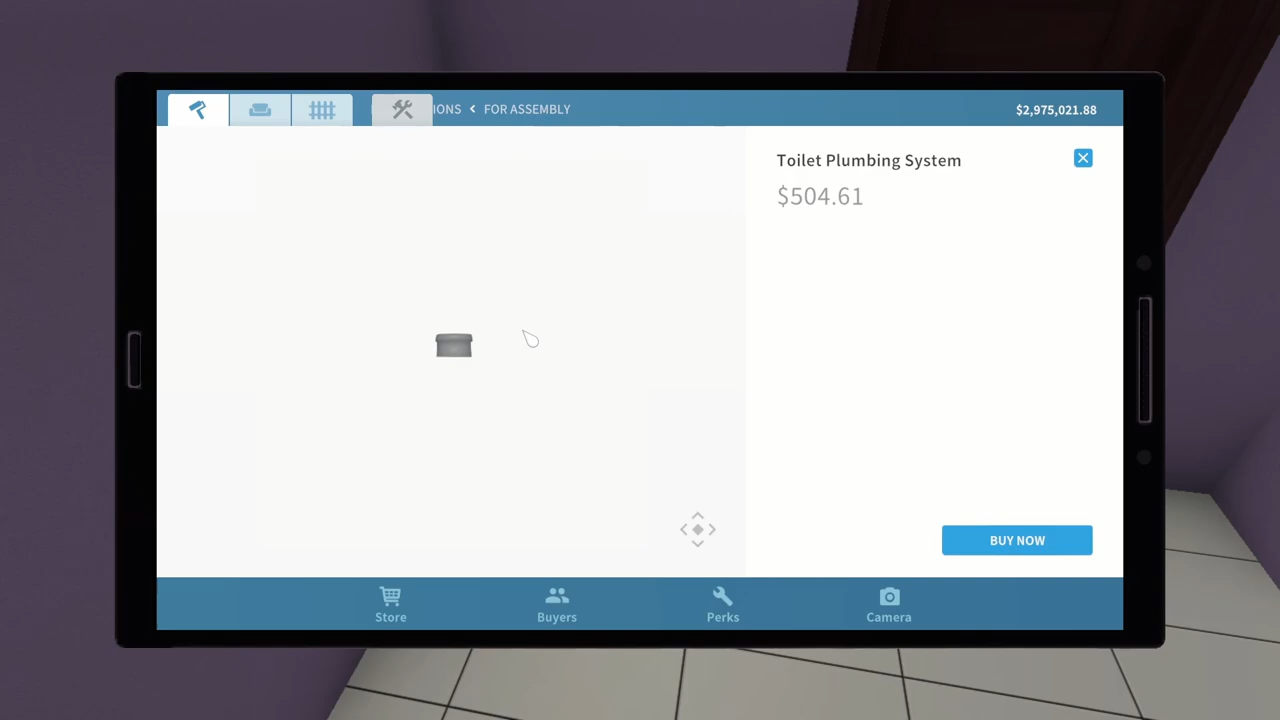 IONS < FOR ASSEMBLY
$2,975,021.88
Toilet Plumbing System
$504.61
BUY NOW
Store
Buyers
Perks
Camera